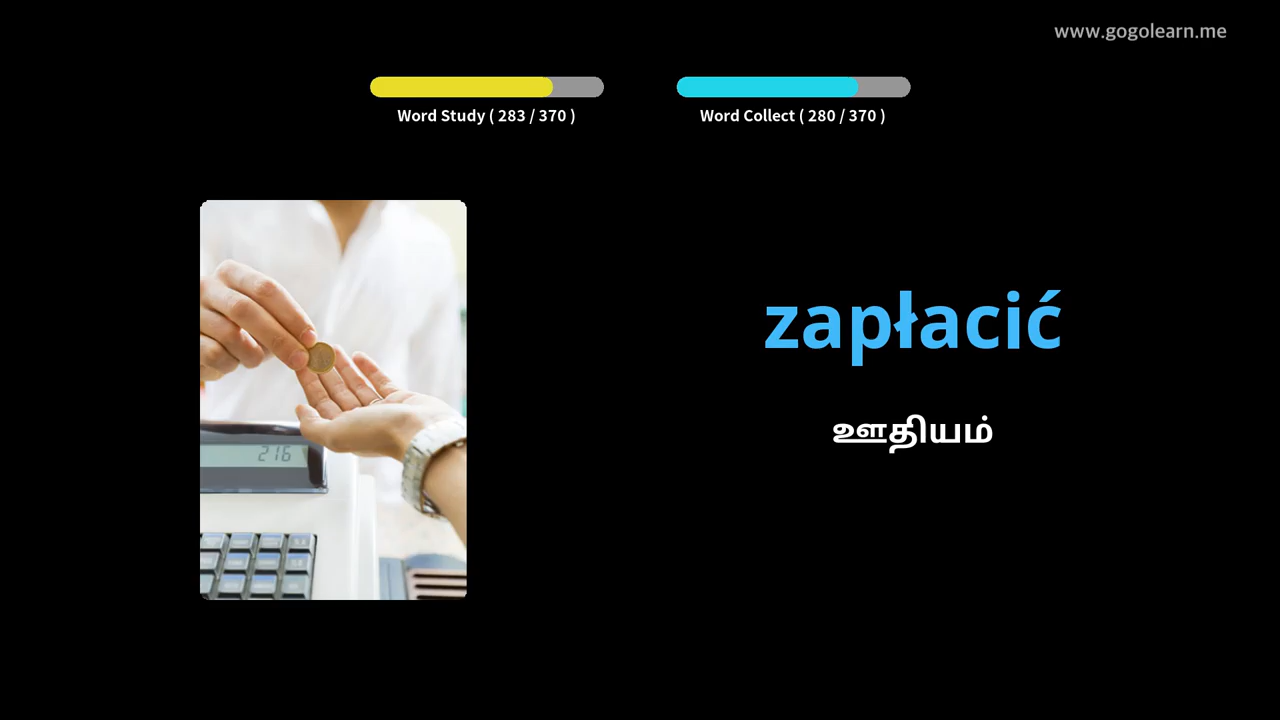 www.gogolearn.me
Word Study ( 283 / 370 )
Word Collect ( 280 / 370 )
zapłacić
ஊதியம்
216